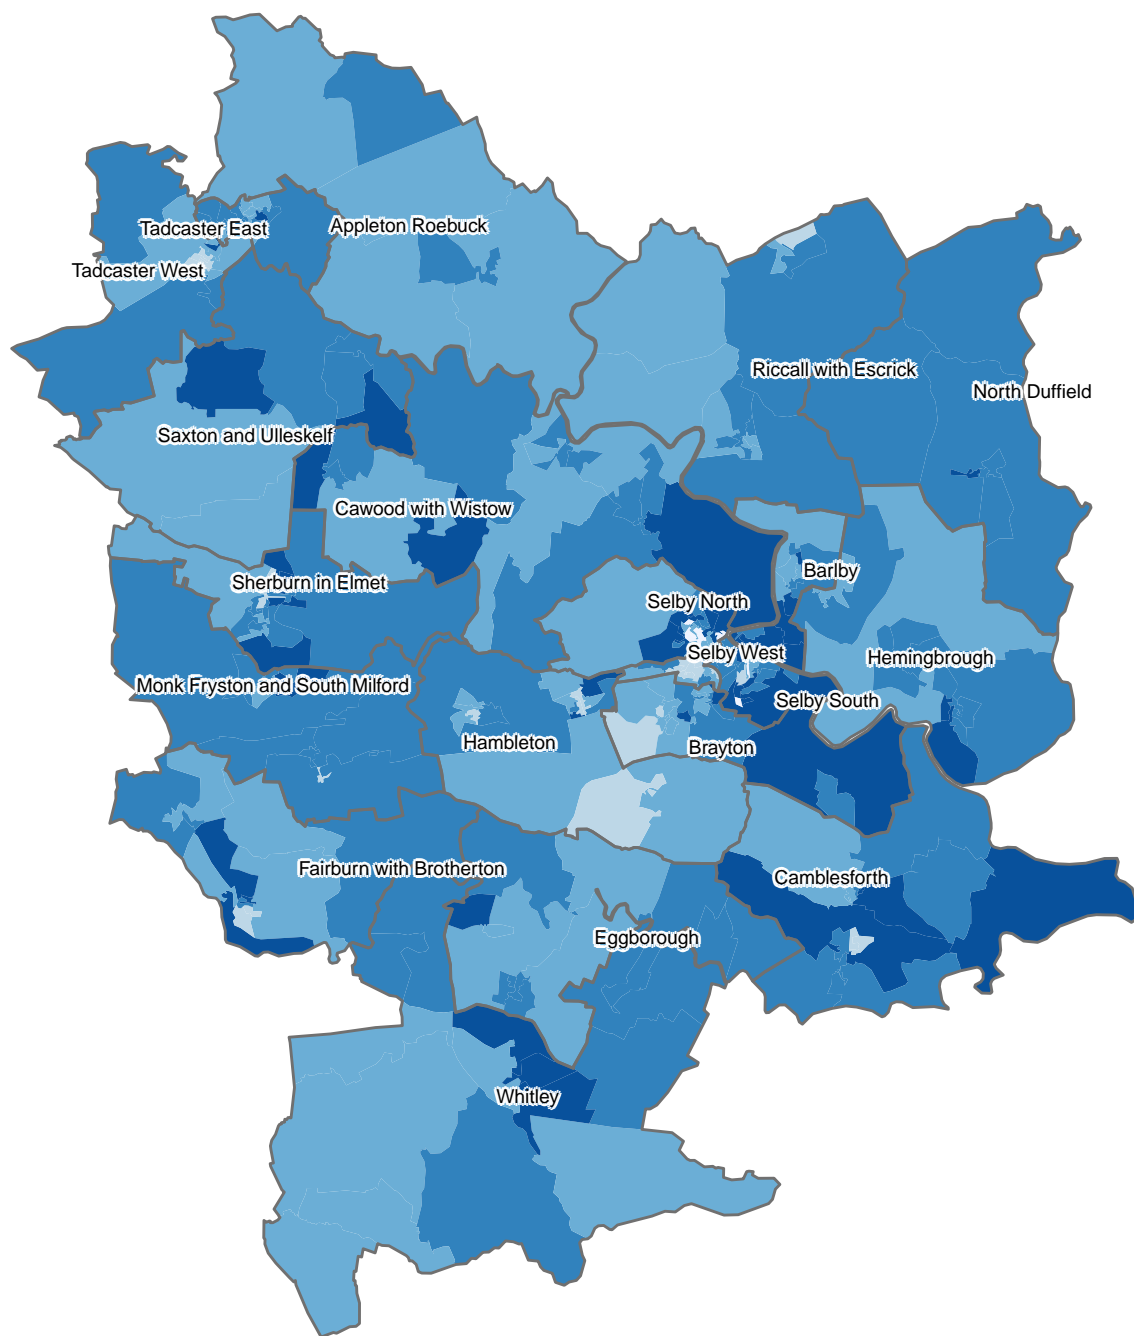 Tadcaster East
Appleton Roebuck
Tadcaster West
Riccall with Escrick
North Duffield
Saxton and Ulleskelf
Cawood with Wistow
Barlby
Sherburn in Elmet
Selby North
Selby West
Hemingbrough
Monk Fryston and South Milford
Selby South
Hambleton
Brayton
Fairburn with Brotherton
Camblesforth
Eggborough
Whitley